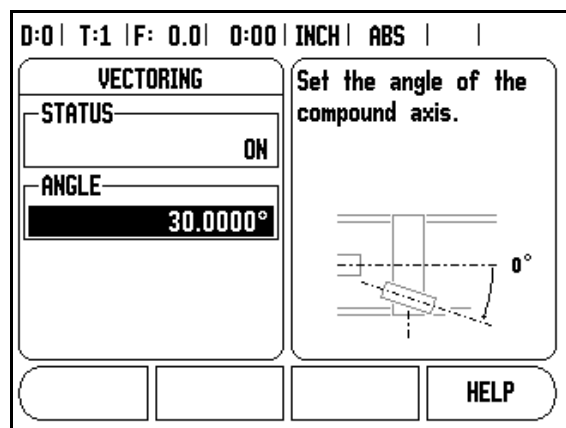 D:0 | T:1 | F: 0.0 | 0:00 | INCH | ABS | |
VECTORING
STATUS
ON
ANGLE
30.0000°
Set the angle of the
compound axis.
0°
HELP